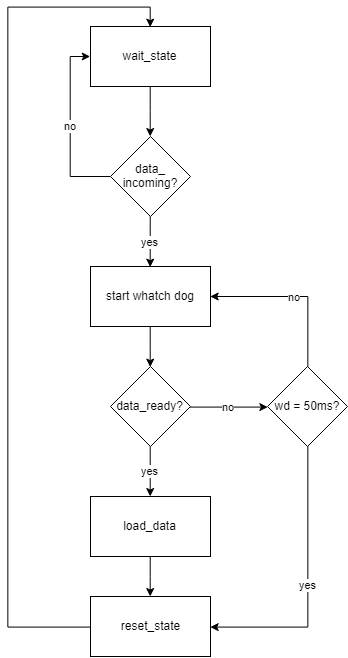 wait_state
no
data_
incoming?
yes
start whatch dog
no
data_ready?
no
wd = 50ms?
yes
load_data
yes
reset_state